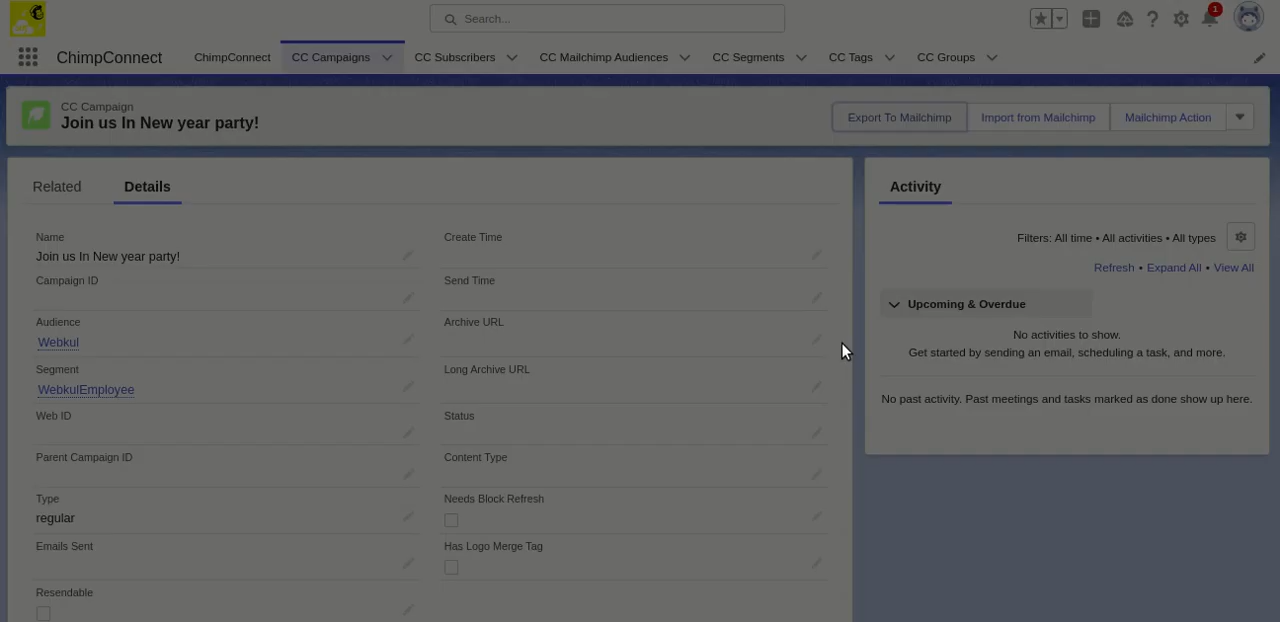 Search...
1
ChimpConnect
ChimpConnect
CC Campaigns
CC Subscribers
CC Mailchimp Audiences
CC Segments
CC Tags
CC Groups
CC Campaign
Join us In New year party!
Export To Mailchimp
Import from Mailchimp
Mailchimp Action
Related
Details
Name
Join us In New year party!
Campaign ID
Audience
Webkul
Segment
WebkulEmployee
Web ID
Parent Campaign ID
Type
regular
Emails Sent
Resendable
Create Time
Send Time
Archive URL
Long Archive URL
Status
Content Type
Needs Block Refresh
Has Logo Merge Tag
Activity
Filters: All time • All activities • All types
Refresh • Expand All • View All
Upcoming & Overdue
No activities to show.
Get started by sending an email, scheduling a task, and more.
No past activity. Past meetings and tasks marked as done show up here.